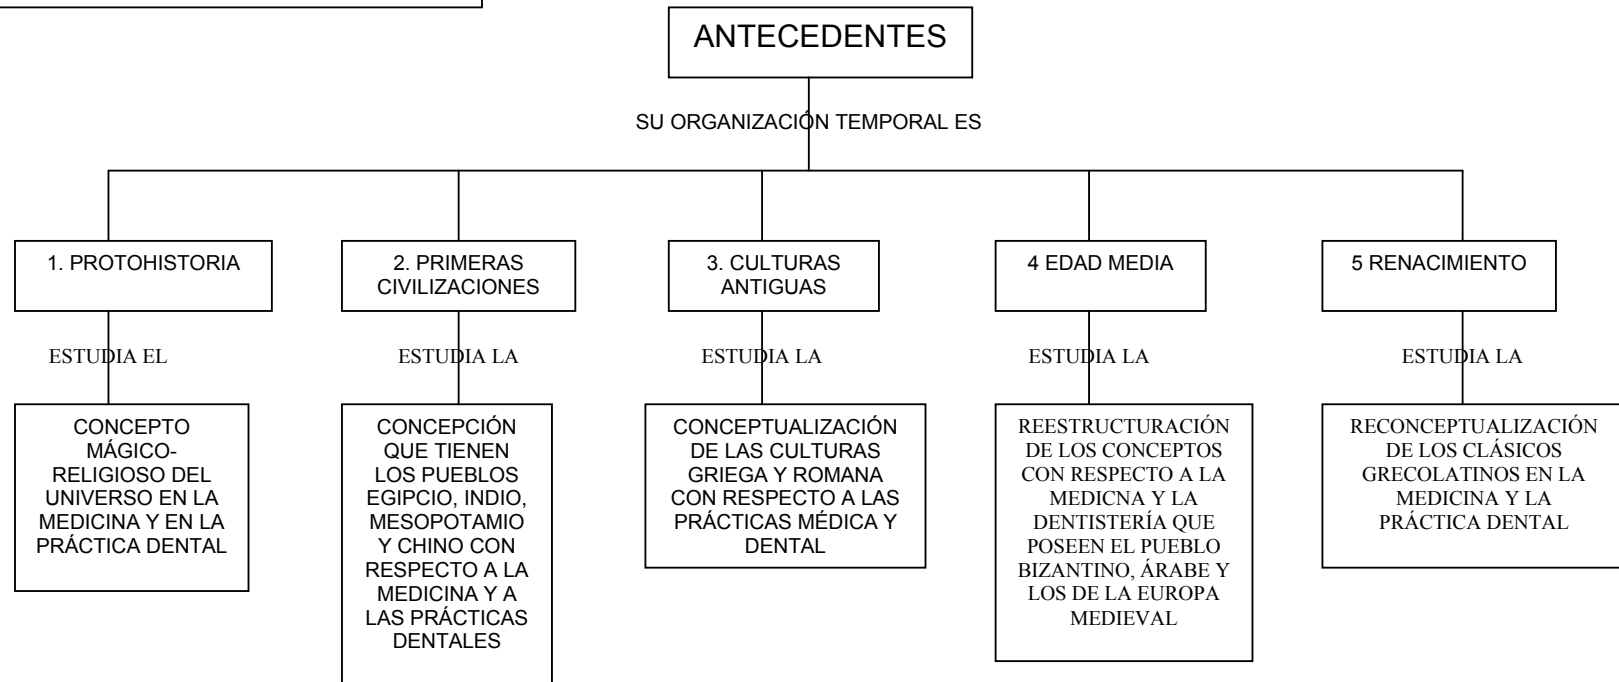 ANTECEDENTES
SU ORGANIZACIÓN TEMPORAL ES
1. PROTOHISTORIA
2. PRIMERAS
CIVILIZACIONES
3. CULTURAS
ANTIGUAS
4 EDAD MEDIA
5 RENACIMIENTO
ESTUDIA EL
ESTUDIA LA
ESTUDIA LA
ESTUDIA LA
ESTUDIA LA
CONCEPTO
MÁGICO-
RELIGIOSO DEL
UNIVERSO EN LA
MEDICINA Y EN LA
PRÁCTICA DENTAL
CONCEPCIÓN
QUE TIENEN
LOS PUEBLOS
EGIPCIO, INDIO,
MESOPOTAMIO
Y CHINO CON
RESPECTO A LA
MEDICINA Y A
LAS PRÁCTICAS
DENTALES
CONCEPTUALIZACIÓN
DE LAS CULTURAS
GRIEGA Y ROMANA
CON RESPECTO A LAS
PRÁCTICAS MÉDICA Y
DENTAL
REESTRUCTURACIÓN
DE LOS CONCEPTOS
CON RESPECTO A LA
MEDICNA Y LA
DENTISTERÍA QUE
POSEEN EL PUEBLO
BIZANTINO, ÁRABE Y
LOS DE LA EUROPA
MEDIEVAL
RECONCEPTUALIZACIÓN
DE LOS CLÁSICOS
GRECOLATINOS EN LA
MEDICINA Y LA
PRÁCTICA DENTAL